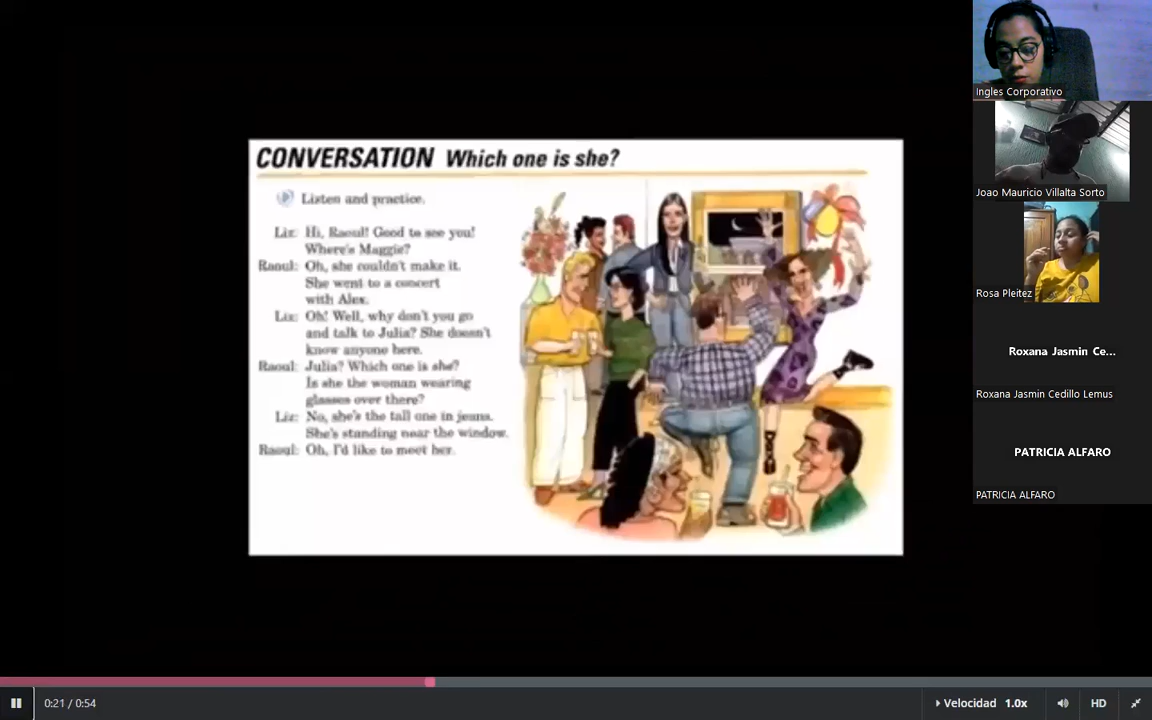 CONVERSATION Which one is she?
Listen and practice.
Liz: Hi, Raoul! Good to see you!
Where's Maggie?
Raoul: Oh, she couldn't make it.
She went to a concert
with Alex.
Liz: Oh! Well, why don't you go
and talk to Julia? She doesn't
know anyone here.
Raoul: Julia? Which one is she?
Is she the woman wearing
glasses over there?
Liz: No, she's the tall one in jeans.
She's standing near the window.
Raoul: Oh, I'd like to meet her.
Ingles Corporativo
Joao Mauricio Villalta Sorto
Rosa Pleitez
Roxana Jasmin Ce...
Roxana Jasmin Cedillo Lemus
PATRICIA ALFARO
PATRICIA ALFARO
0:21 / 0:54
Velocidad 1.0x
HD